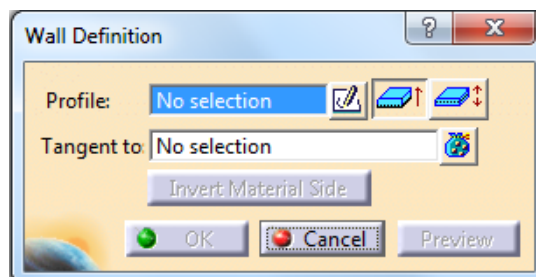 Wall Definition
Profile: No selection
Tangent to: No selection
Invert Material Side
OK Cancel Preview